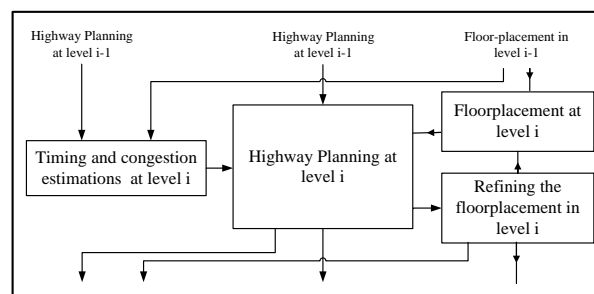 Highway Planning
at level i-1
Highway Planning
at level i-1
Floor-placement in
level i-1
Timing and congestion
estimations at level i
Highway Planning at
level i
Floorplacement at
level i
Refining the
floorplacement in
level i